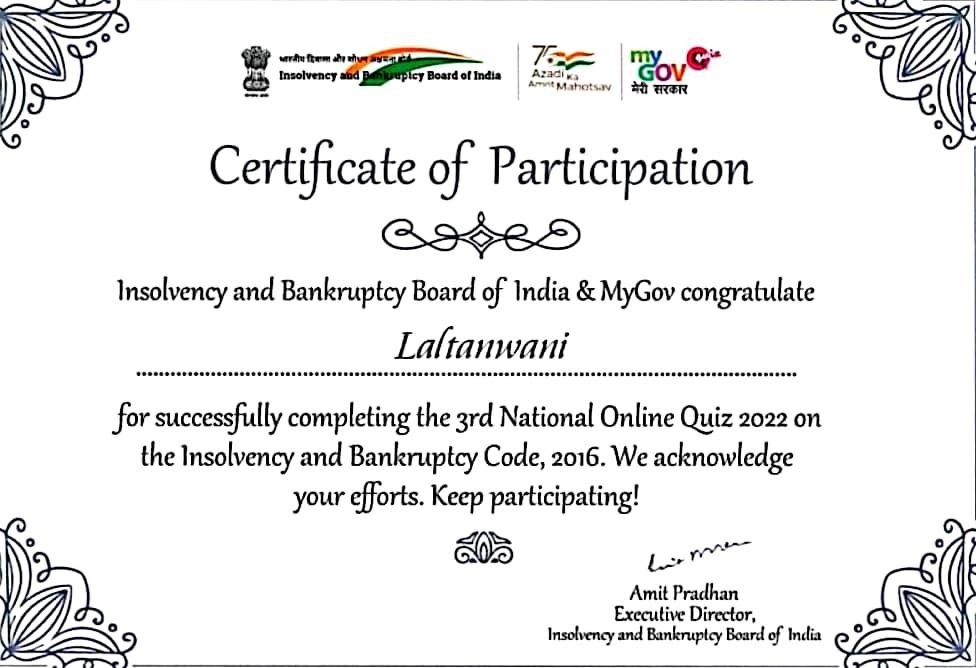 भारतीय दिवाला और शोधन अक्षमता बोर्ड
Insolvency and Bankruptcy Board of India
75
Azadi Ka
Amrit Mahotsav
my
GOV
मेरी सरकार
Certificate of Participation
Insolvency and Bankruptcy Board of India & MyGov congratulate
Laltanwani
for successfully completing the 3rd National Online Quiz 2022 on
the Insolvency and Bankruptcy Code, 2016. We acknowledge
your efforts. Keep participating!
Amit Pradhan
Executive Director,
Insolvency and Bankruptcy Board of India